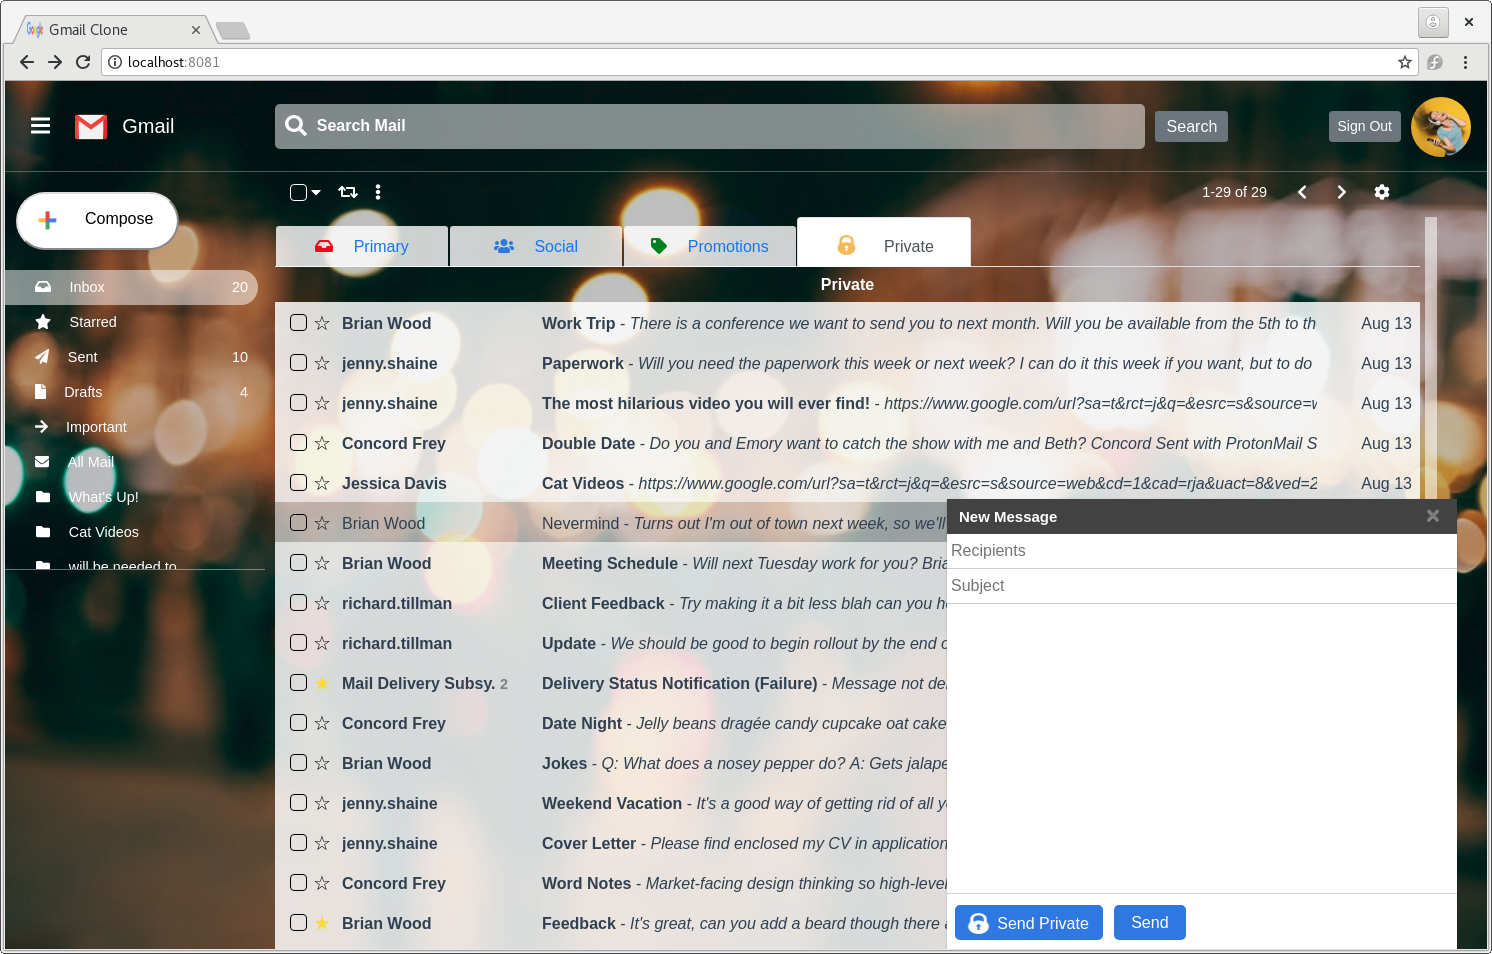 Gmail Clone
localhost:8081
Gmail
Search Mail
Search
Sign Out
Compose
1-29 of 29
Primary
Social
Promotions
Private
Inbox 20
Starred
Sent 10
Drafts 4
Important
All Mail
What's Up!
Cat Videos
will be needed to
Private
Brian Wood Work Trip - There is a conference we want to send you to next month. Will you be available from the 5th to th Aug 13
jenny.shaine Paperwork - Will you need the paperwork this week or next week? I can do it this week if you want, but to do Aug 13
jenny.shaine The most hilarious video you will ever find! - https://www.google.com/url?sa=t&rct=j&q=&esrc=s&source=w Aug 13
Concord Frey Double Date - Do you and Emory want to catch the show with me and Beth? Concord Sent with ProtonMail S Aug 13
Jessica Davis Cat Videos - https://www.google.com/url?sa=t&rct=j&q=&esrc=s&source=web&cd=1&cad=rja&uact=8&ved=2 Aug 13
Brian Wood Nevermind - Turns out I'm out of town next week, so we'll
Brian Wood Meeting Schedule - Will next Tuesday work for you? Bria
richard.tillman Client Feedback - Try making it a bit less blah can you h
richard.tillman Update - We should be good to begin rollout by the end o
Mail Delivery Subsy. 2 Delivery Status Notification (Failure) - Message not del
Concord Frey Date Night - Jelly beans dragée candy cupcake oat cake
Brian Wood Jokes - Q: What does a nosey pepper do? A: Gets jalape
jenny.shaine Weekend Vacation - It's a good way of getting rid of all y
jenny.shaine Cover Letter - Please find enclosed my CV in application
Concord Frey Word Notes - Market-facing design thinking so high-level
Brian Wood Feedback - It's great, can you add a beard though there a
New Message
Recipients
Subject
Send Private
Send